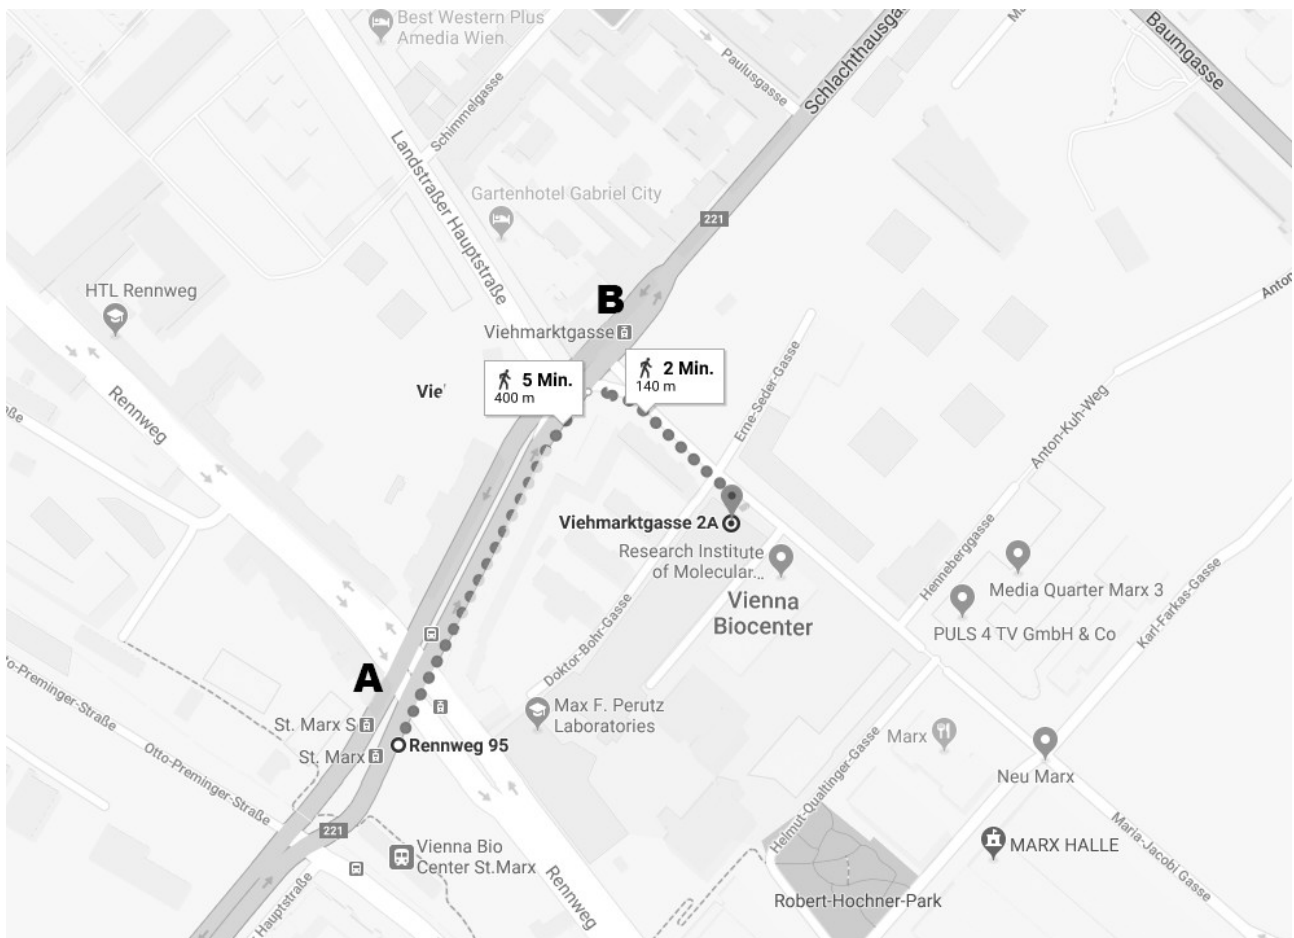 Best Western Plus
Amedia Wien
Paulusgasse
Schlachthausga
Baumgasse
Schimmelgasse
Landstraßer Hauptstraße
Gartenhotel Gabriel City
221
HTL Rennweg
B
Viehmarktgasse
Anton
5 Min.
400 m
2 Min.
140 m
Vie
Rennweg
Erne-Seder-Gasse
Anton-Kuh-Weg
Viehmarktgasse 2A
Research Institute
of Molecular...
Vienna
Biocenter
Henneberggasse
Media Quarter Marx 3
PULS 4 TV GmbH & Co
Karl-Farkas-Gasse
Doktor-Bohr-Gasse
A
Max F. Perutz
Laboratories
St. Marx S
St. Marx
Rennweg 95
to-Preminger-Straße
Otto-Preminger-Straße
Marx
Neu Marx
Helmut-Qualtinger-Gasse
221
Vienna Bio
Center St.Marx
MARX HALLE
Maria-Jacobi Gasse
Rennweg
Robert-Hochner-Park
r Hauptstraße